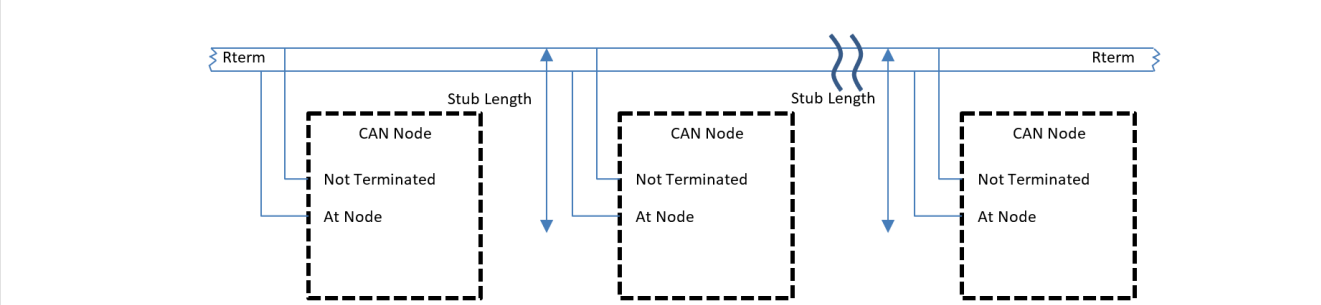 Rterm
Rterm
Stub Length
Stub Length
CAN Node
Not Terminated
At Node
CAN Node
Not Terminated
At Node
CAN Node
Not Terminated
At Node